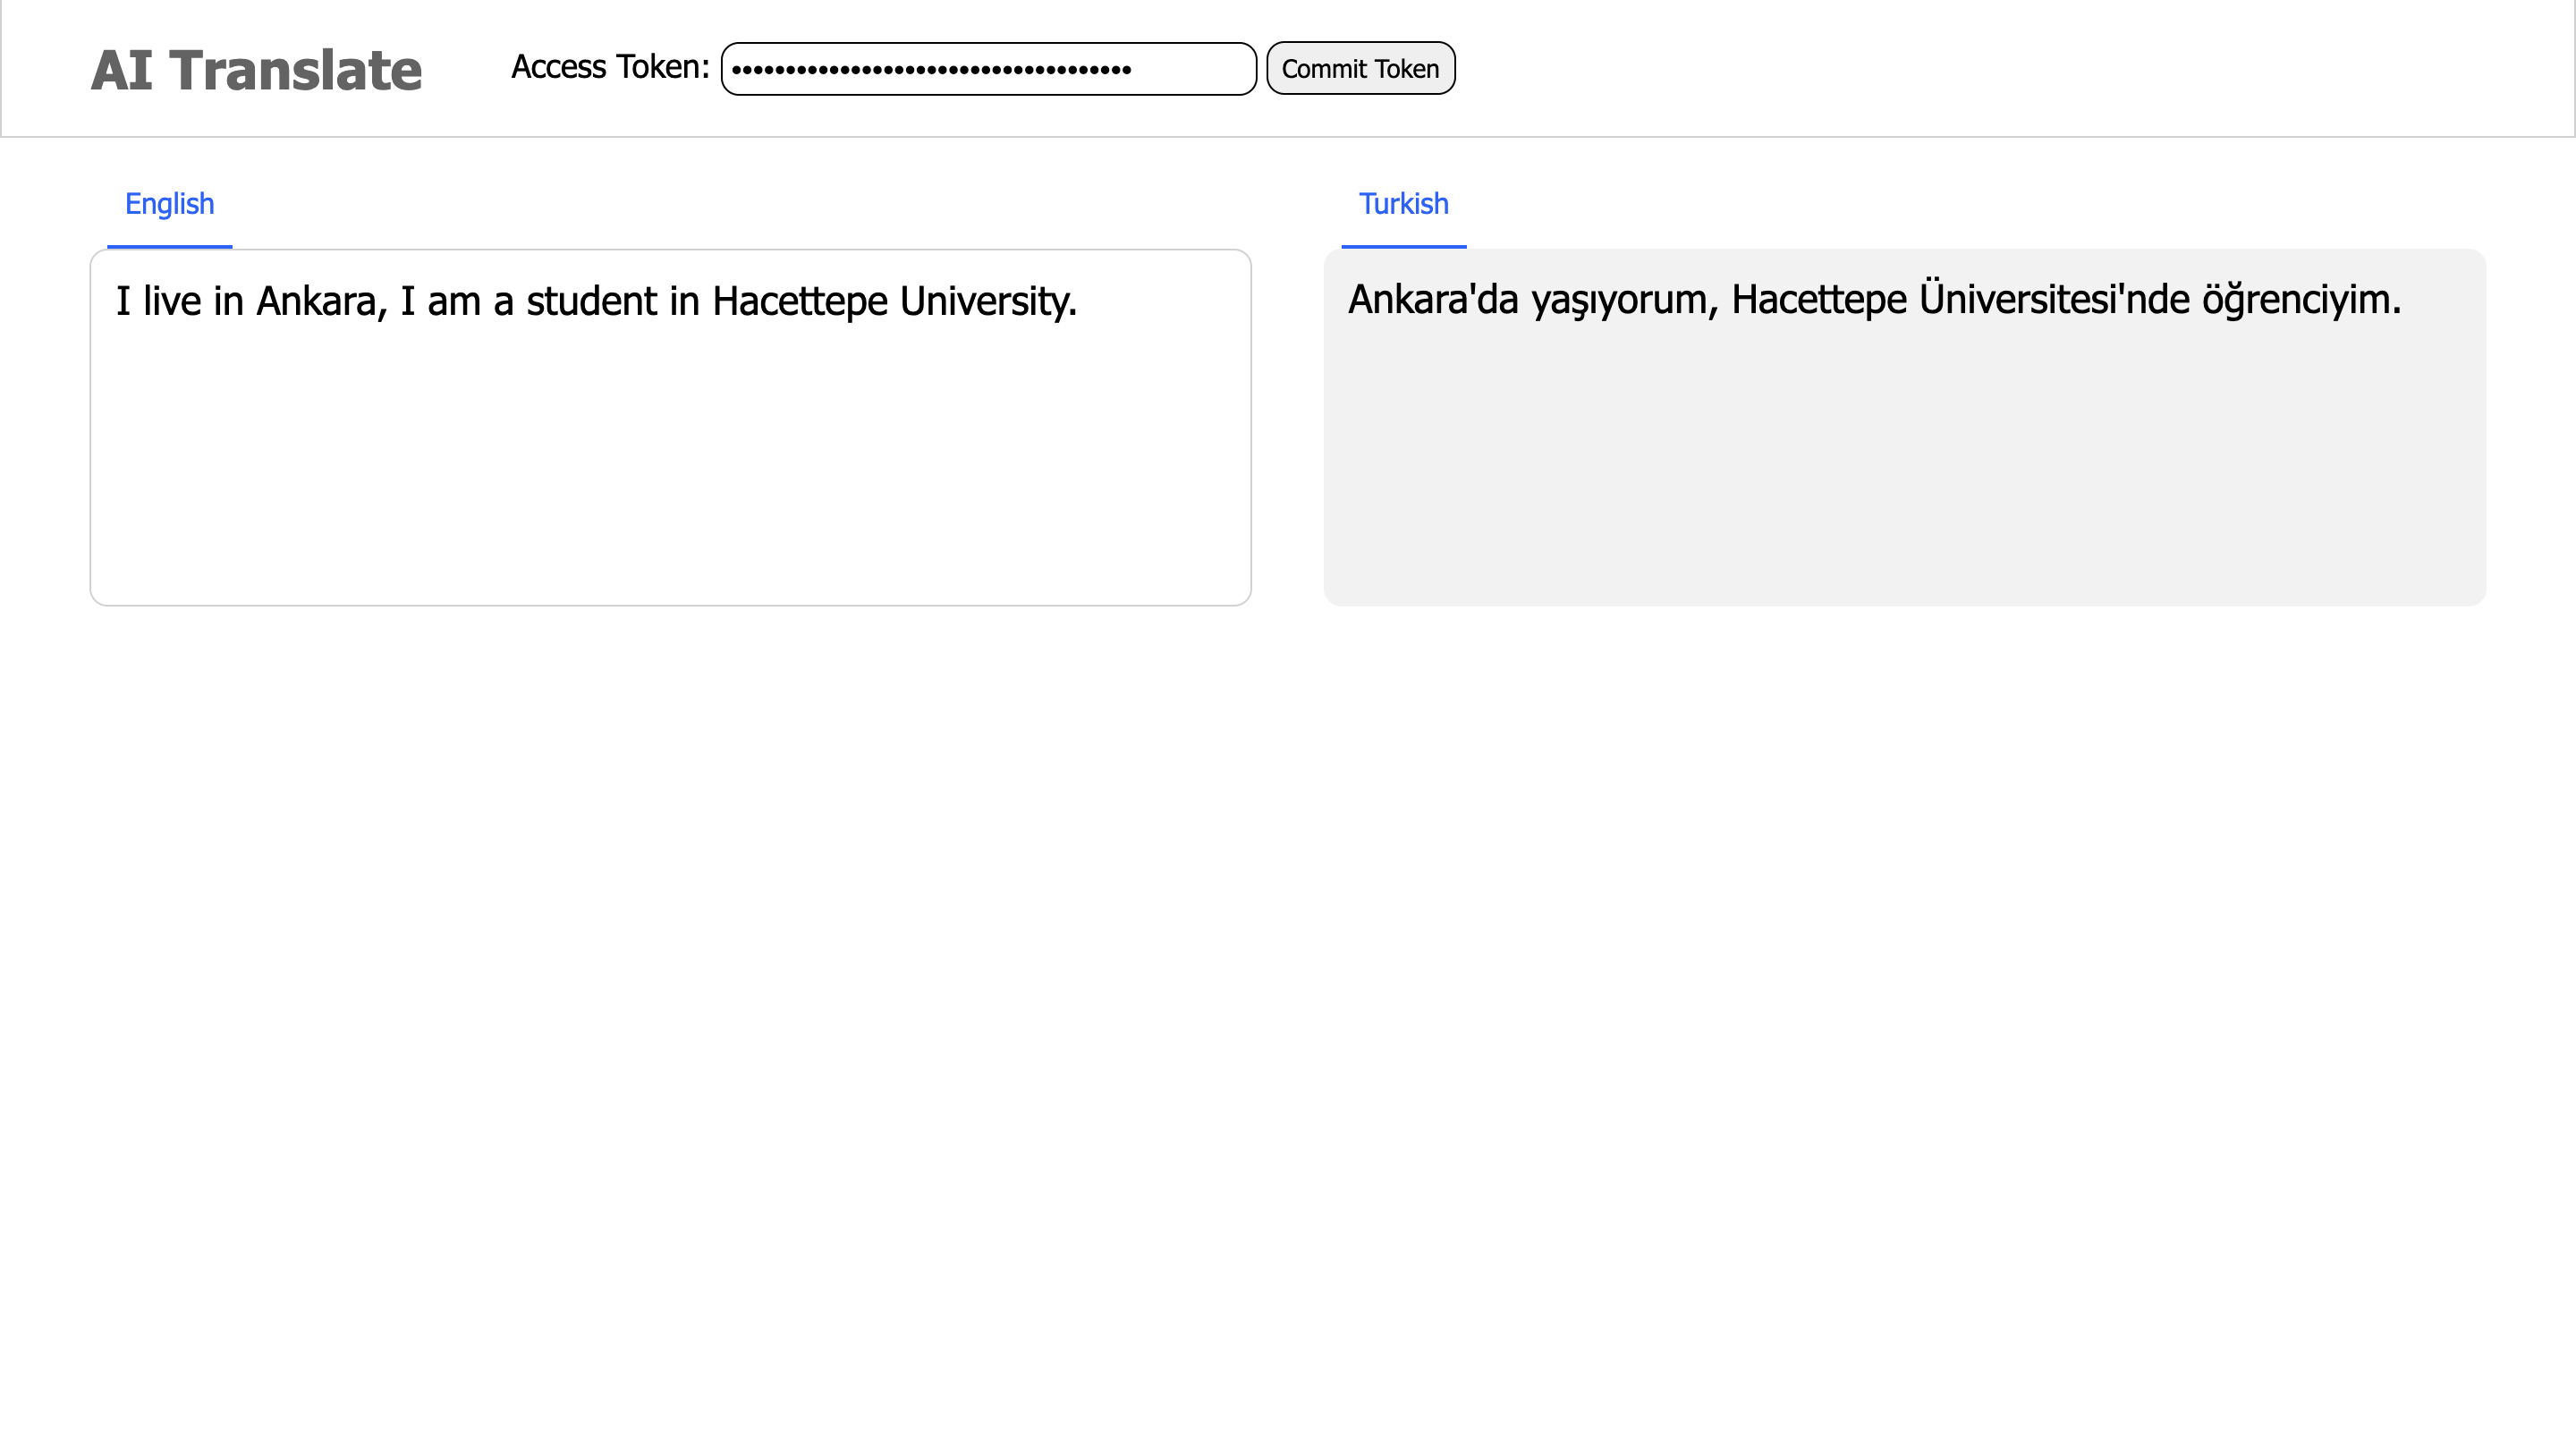 AI Translate
Access Token: ••••••••••••••••••••••••••••••••••••• Commit Token
English
Turkish
I live in Ankara, I am a student in Hacettepe University.
Ankara'da yaşıyorum, Hacettepe Üniversitesi'nde öğrenciyim.